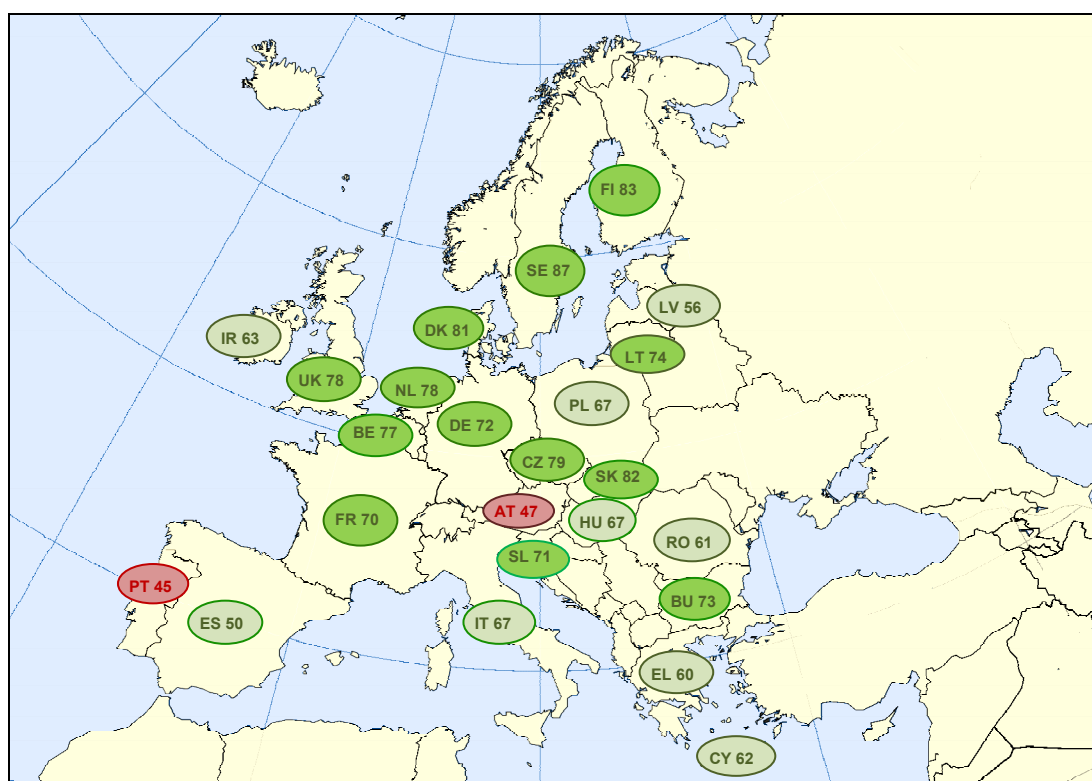 FI 83
SE 87
LV 56
DK 81
IR 63
LT 74
UK 78
NL 78
PL 67
DE 72
BE 77
CZ 79
SK 82
AT 47
FR 70
HU 67
RO 61
SL 71
PT 45
BU 73
ES 50
IT 67
EL 60
CY 62